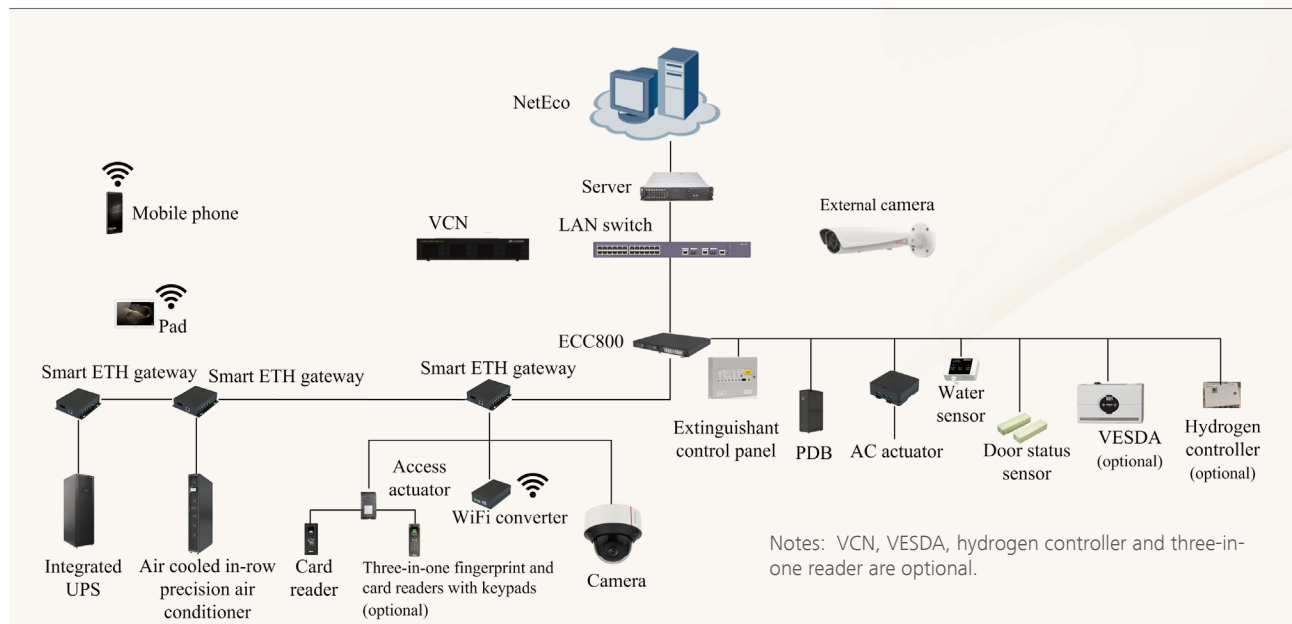 NetEco
Server
Mobile phone
VCN
LAN switch
External camera
Pad
ECC800
Smart ETH gateway
Smart ETH gateway
Smart ETH gateway
Extinguishant
control panel
PDB
AC actuator
Water
sensor
Door status
sensor
VESDA
(optional)
Hydrogen
controller
(optional)
Access
actuator
WiFi converter
Integrated
UPS
Air cooled in-row
precision air
conditioner
Card
reader
Three-in-one fingerprint and
card readers with keypads
(optional)
Camera
Notes: VCN, VESDA, hydrogen controller and three-in-
one reader are optional.